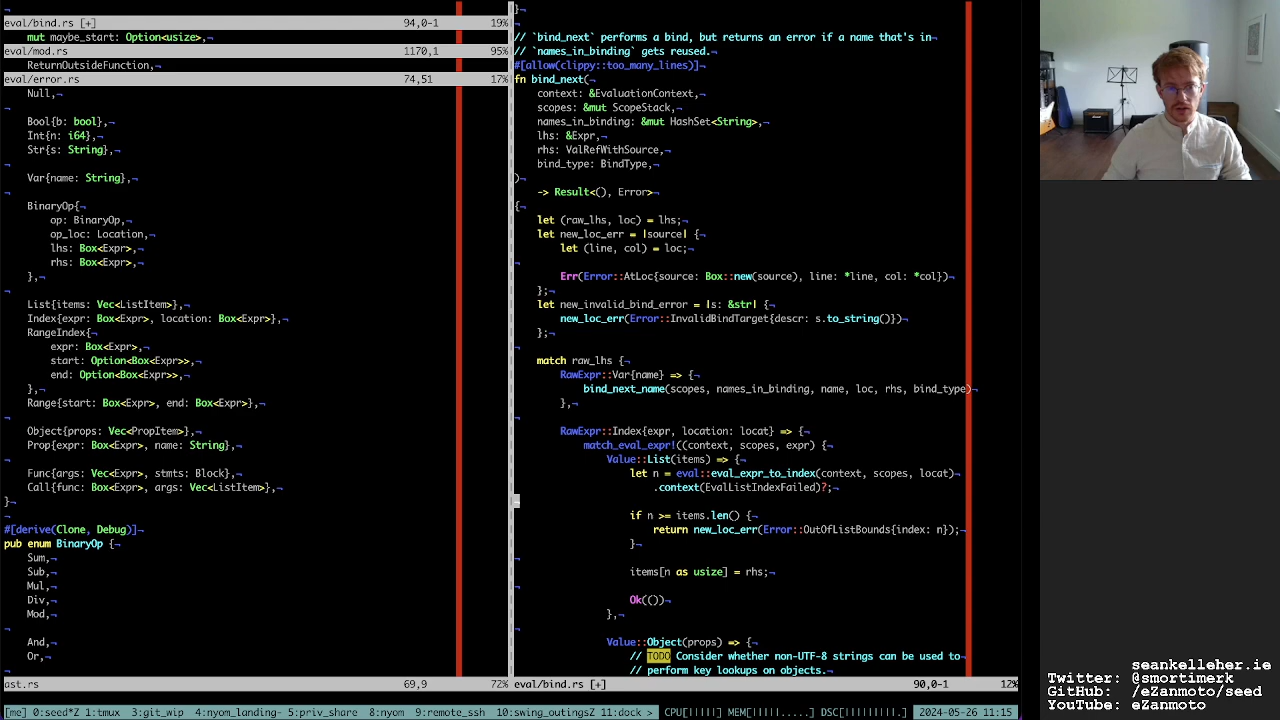 eval/bind.rs [+] 94,0-1 19%
mut maybe_start: Option<usize>,¬
eval/mod.rs 1170,1 95%
ReturnOutsideFunction,¬
eval/error.rs 74,51 17%
Null,¬
¬
Bool{b: bool},¬
Int{n: i64},¬
Str{s: String},¬
¬
Var{name: String},¬
¬
BinaryOp{¬
op: BinaryOp,¬
op_loc: Location,¬
lhs: Box<Expr>,¬
rhs: Box<Expr>,¬
},¬
¬
List{items: Vec<ListItem>},¬
Index{expr: Box<Expr>, location: Box<Expr>},¬
RangeIndex{¬
expr: Box<Expr>,¬
start: Option<Box<Expr>>,¬
end: Option<Box<Expr>>,¬
},¬
Range{start: Box<Expr>, end: Box<Expr>},¬
¬
Object{props: Vec<PropItem>},¬
Prop{expr: Box<Expr>, name: String},¬
¬
Func{args: Vec<Expr>, stmts: Block},¬
Call{func: Box<Expr>, args: Vec<ListItem>},¬
}¬
¬
#[derive(Clone, Debug)]¬
pub enum BinaryOp {¬
Sum,¬
Sub,¬
Mul,¬
Div,¬
Mod,¬
¬
And,¬
Or,¬
¬
ast.rs 69,9 72%
}¬
¬
// `bind_next` performs a bind, but returns an error if a name that's in¬
// `names_in_binding` gets reused.¬
#[allow(clippy::too_many_lines)]¬
fn bind_next(¬
context: &EvaluationContext,¬
scopes: &mut ScopeStack,¬
names_in_binding: &mut HashSet<String>,¬
lhs: &Expr,¬
rhs: ValRefWithSource,¬
bind_type: BindType,¬
)¬
-> Result<(), Error>¬
{¬
let (raw_lhs, loc) = lhs;¬
let new_loc_err = |source| {¬
let (line, col) = loc;¬
¬
Err(Error::AtLoc{source: Box::new(source), line: *line, col: *col})¬
};¬
let new_invalid_bind_error = |s: &str| {¬
new_loc_err(Error::InvalidBindTarget{descr: s.to_string()})¬
};¬
¬
match raw_lhs {¬
RawExpr::Var{name} => {¬
bind_next_name(scopes, names_in_binding, name, loc, rhs, bind_type)¬
},¬
¬
RawExpr::Index{expr, location: locat} => {¬
match_eval_expr!((context, scopes, expr) {¬
Value::List(items) => {¬
let n = eval::eval_expr_to_index(context, scopes, locat)¬
.context(EvalListIndexFailed)?;¬
¬
if n >= items.len() {¬
return new_loc_err(Error::OutOfListBounds{index: n});¬
}¬
¬
items[n as usize] = rhs;¬
¬
Ok(())¬
},¬
¬
Value::Object(props) => {¬
// TODO Consider whether non-UTF-8 strings can be used to¬
// perform key lookups on objects.¬
eval/bind.rs [+] 90,0-1 12%
[me] 0:seed*Z 1:tmux 3:git_wip 4:nyom_landing- 5:priv_share 8:nyom 9:remote_ssh 10:swing_outingsZ 11:dock > CPU[|||||] MEM[|||||.....] DSC[||||||||.] 2024-05-26 11:15
seankelleher.ie
Twitter: @smortimerk
GitHub: /eZanmoto/seed